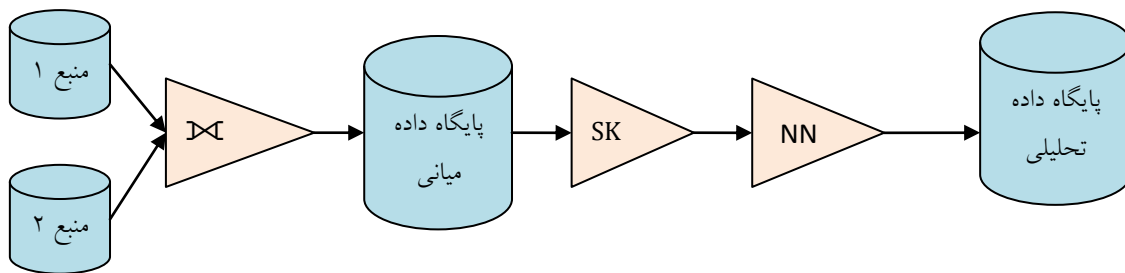 منبع ۱
منبع ۲
⟗
پایگاه داده
میانی
SK
NN
پایگاه داده
تحلیلی